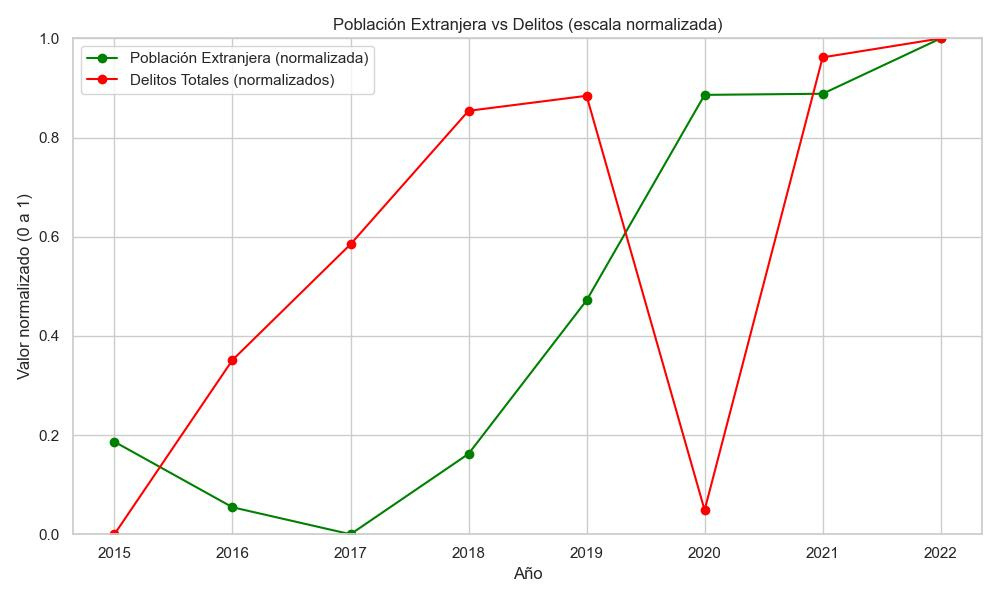 Población Extranjera vs Delitos (escala normalizada)
Población Extranjera (normalizada)
Delitos Totales (normalizados)
Valor normalizado (0 a 1)
1.0
0.8
0.6
0.4
0.2
0.0
2015 2016 2017 2018 2019 2020 2021 2022
Año